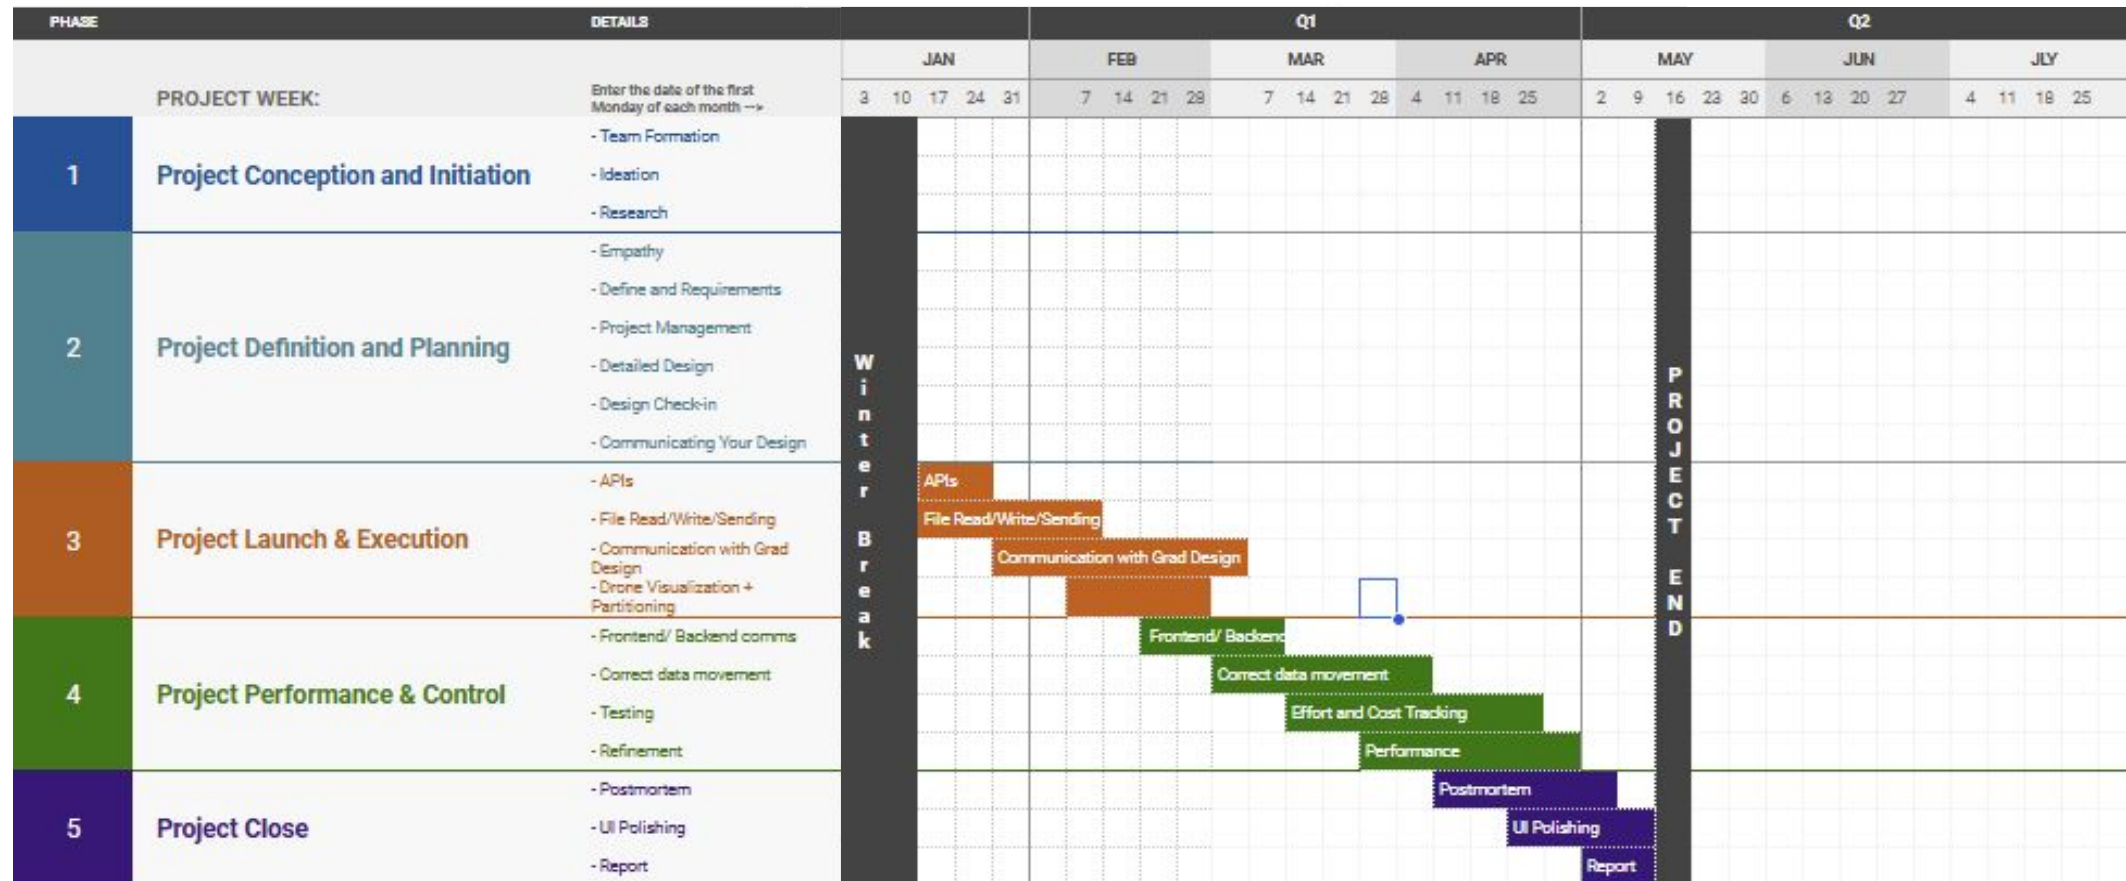 PHASE DETAILS Q1 Q2
JAN FEB MAR APR MAY JUN JLY
PROJECT WEEK: Enter the date of the first
Monday of each month -->
3 10 17 24 31 7 14 21 28 7 14 21 28 4 11 18 25 2 9 16 23 30 6 13 20 27 4 11 18 25
1 Project Conception and Initiation
- Team Formation
- Ideation
- Research
2 Project Definition and Planning
- Empathy
- Define and Requirements
- Project Management
- Detailed Design
- Design Check-in
- Communicating Your Design
3 Project Launch & Execution
- APIs
- File Read/Write/Sending
- Communication with Grad
Design
- Drone Visualization +
Partitioning
4 Project Performance & Control
- Frontend/ Backend comms
- Correct data movement
- Testing
- Refinement
5 Project Close
- Postmortem
- UI Polishing
- Report
Winter Break
APIs
File Read/Write/Sending
Communication with Grad Design
Frontend/ Backend
Correct data movement
Effort and Cost Tracking
Performance
Postmortem
UI Polishing
Report
PROJECT END